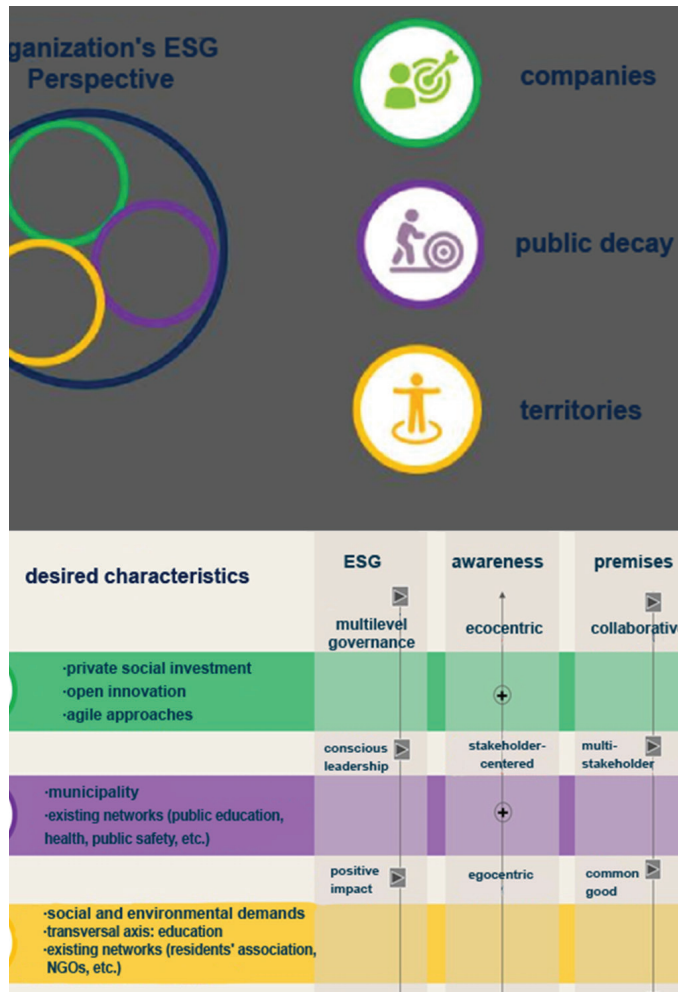 ganization's ESG
Perspective
companies
public decay
territories
desired characteristics
ESG
awareness
premises
multilevel
governance
ecocentric
collaborative
·private social investment
·open innovation
·agile approaches
conscious
leadership
stakeholder-
centered
multi-
stakeholder
·municipality
·existing networks (public education,
health, public safety, etc.)
positive
impact
egocentric
common
good
·social and environmental demands
·transversal axis: education
·existing networks (residents' association,
NGOs, etc.)